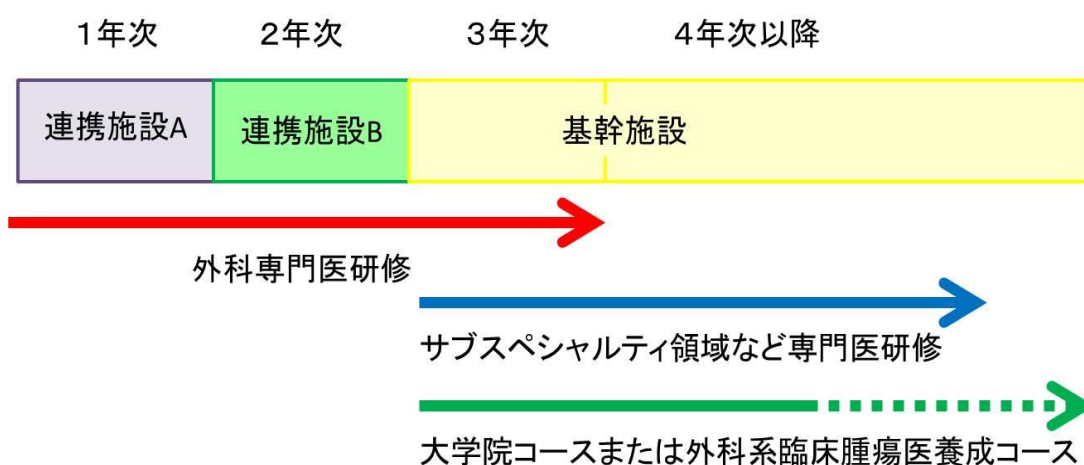 １年次 ２年次 ３年次 ４年次以降
連携施設A 連携施設B 基幹施設
外科専門医研修
サブスペシャルティ領域など専門医研修
大学院コースまたは外科系臨床腫瘍医養成コース